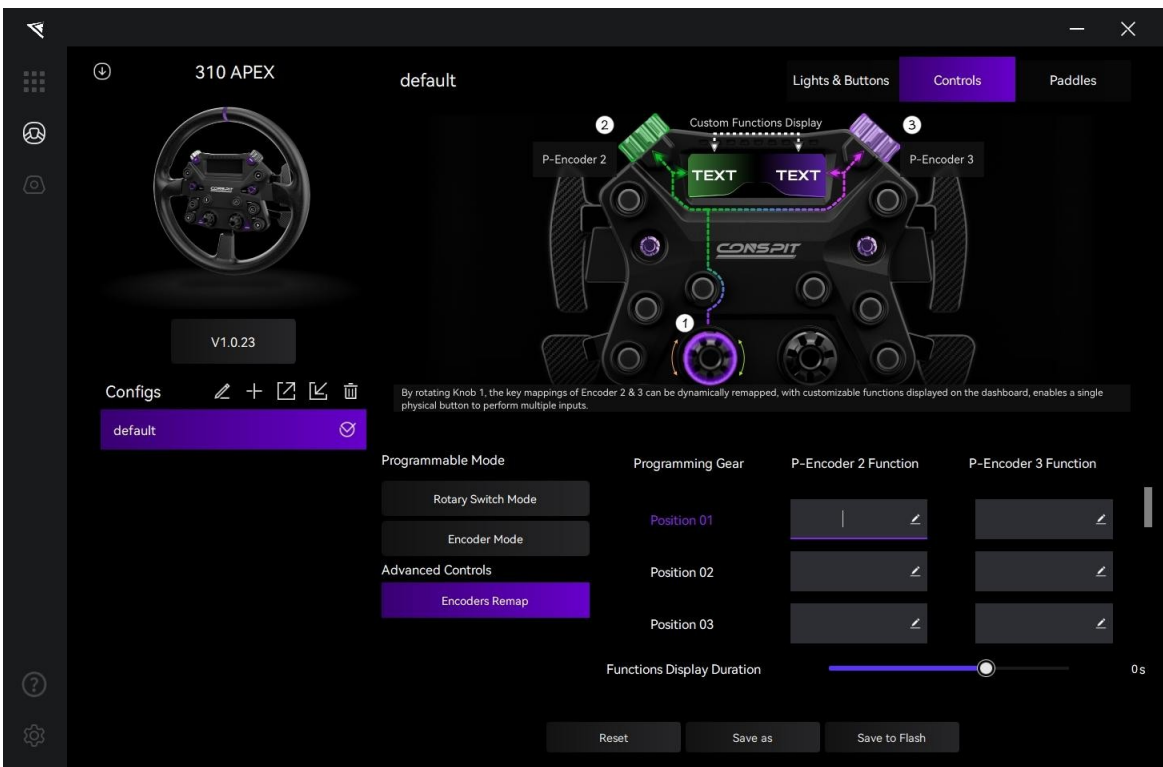 310 APEX
V1.0.23
Configs
default
default
Lights & Buttons
Controls
Paddles
2
Custom Functions Display
3
P-Encoder 2
TEXT
TEXT
P-Encoder 3
CONSPIT
1
By rotating Knob 1, the key mappings of Encoder 2 & 3 can be dynamically remapped, with customizable functions displayed on the dashboard, enables a single
physical button to perform multiple inputs.
Programmable Mode
Rotary Switch Mode
Encoder Mode
Advanced Controls
Encoders Remap
Programming Gear
P-Encoder 2 Function
P-Encoder 3 Function
Position 01
Position 02
Position 03
Functions Display Duration
0s
Reset
Save as
Save to Flash